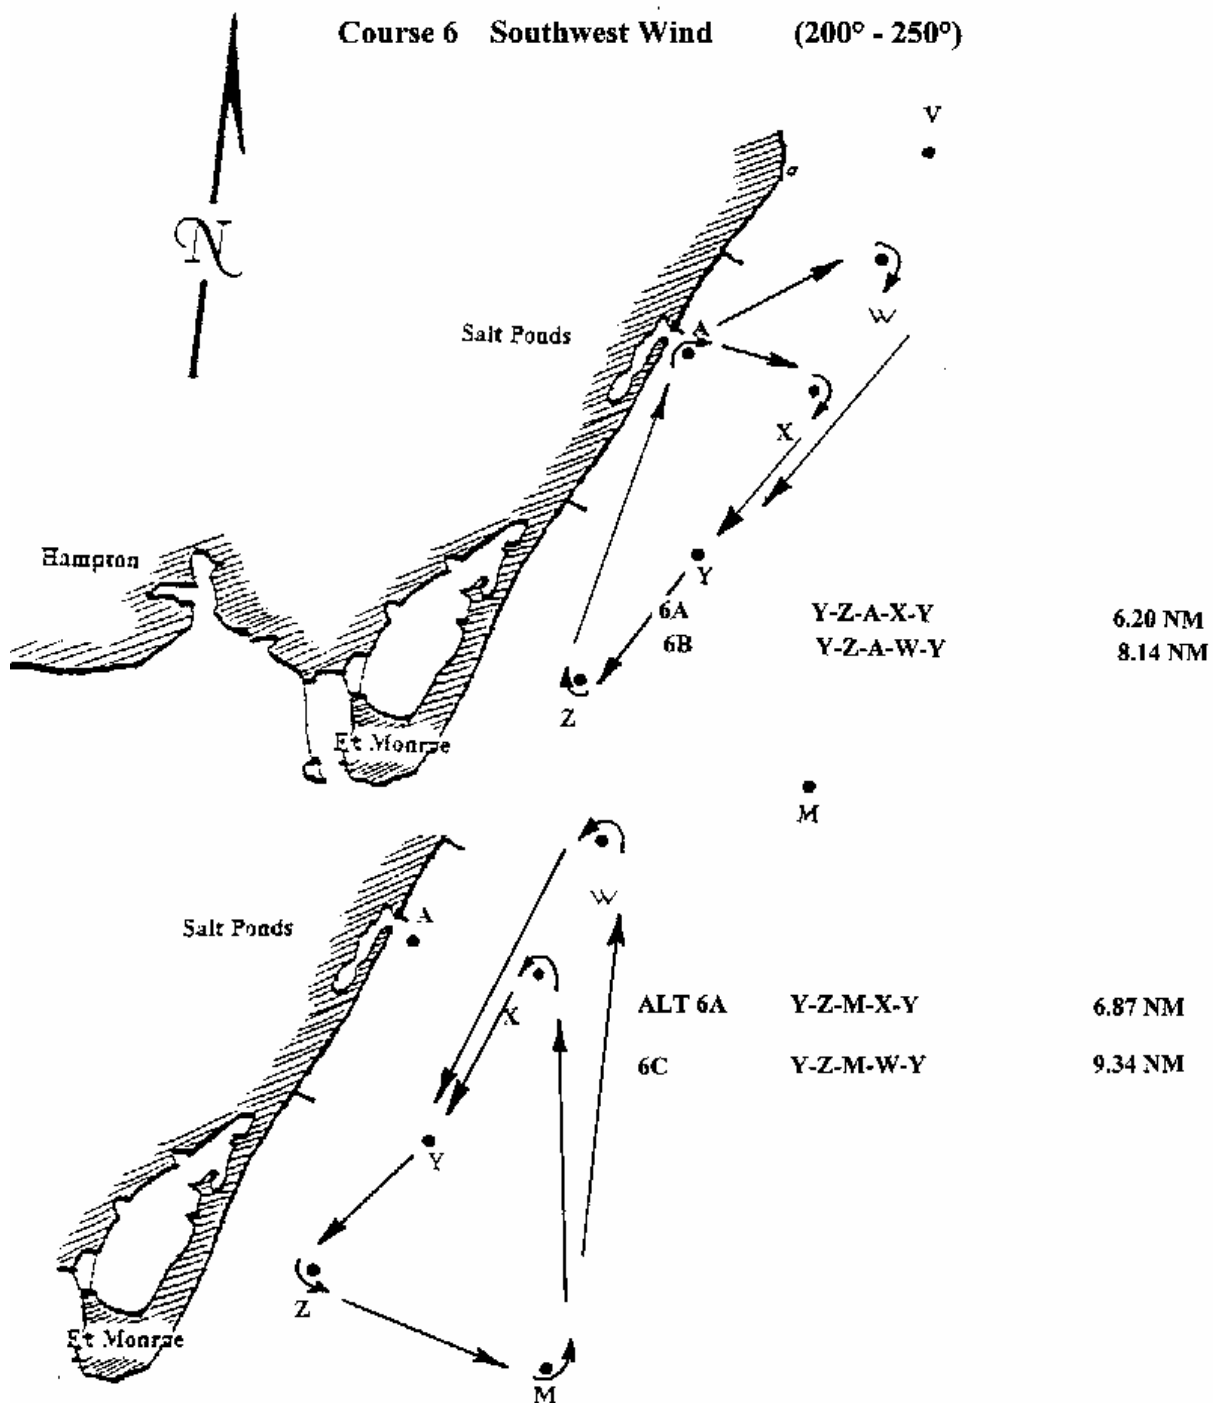 Course 6 Southwest Wind (200° - 250°)
V
N
W
Salt Ponds
A
X
Hampton
Y
6A Y-Z-A-X-Y 6.20 NM
6B Y-Z-A-W-Y 8.14 NM
Z
Ft Monroe
M
W
Salt Ponds
A
ALT 6A Y-Z-M-X-Y 6.87 NM
X
6C Y-Z-M-W-Y 9.34 NM
Y
Z
Ft Monroe
M